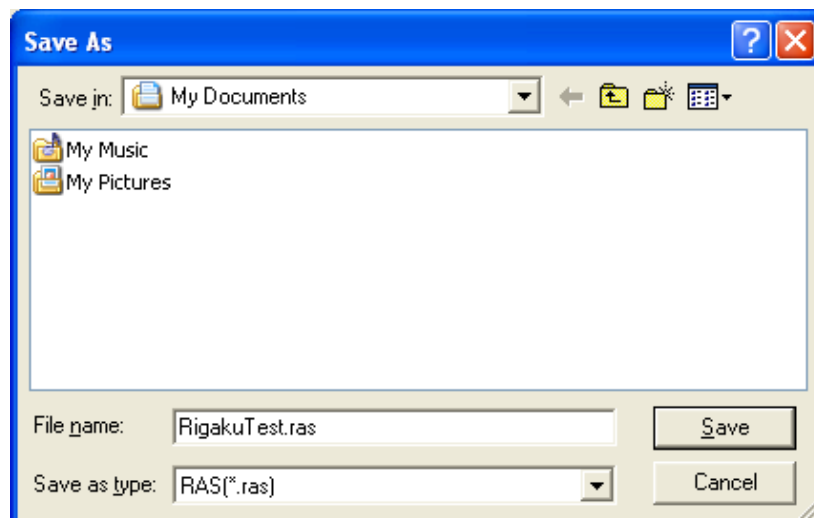 Save As
Save in: My Documents
My Music
My Pictures
File name: RigakuTest.ras Save
Save as type: RAS(*.ras) Cancel